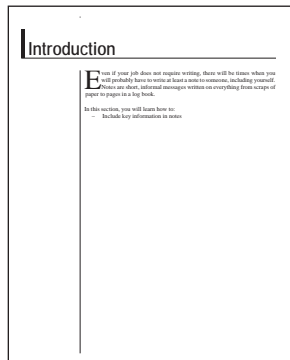 Introduction
Even if your job does not require writing, there will be times when you
will probably have to write at least a note to someone, including yourself.
Notes are short, informal messages written on everything from scraps of
paper to pages in a log book.
In this section, you will learn how to:
– Include key information in notes